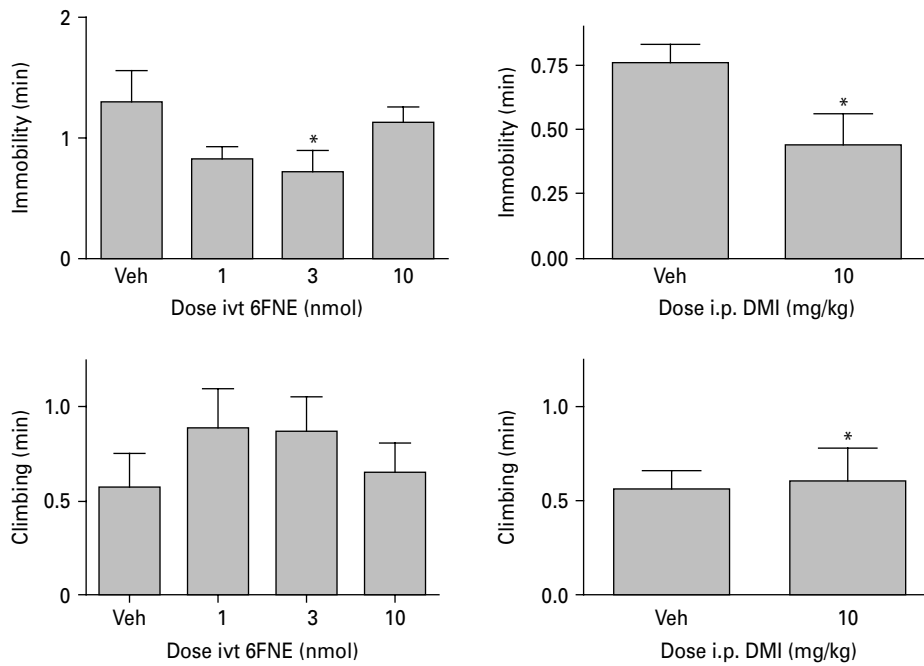 2
1
0
Immobility (min)
*
Veh 1 3 10
Dose ivt 6FNE (nmol)
0.75
0.50
0.25
0.00
Immobility (min)
*
Veh 10
Dose i.p. DMI (mg/kg)
1.0
0.5
0
Climbing (min)
Veh 1 3 10
Dose ivt 6FNE (nmol)
1.0
0.5
0.0
Climbing (min)
*
Veh 10
Dose i.p. DMI (mg/kg)